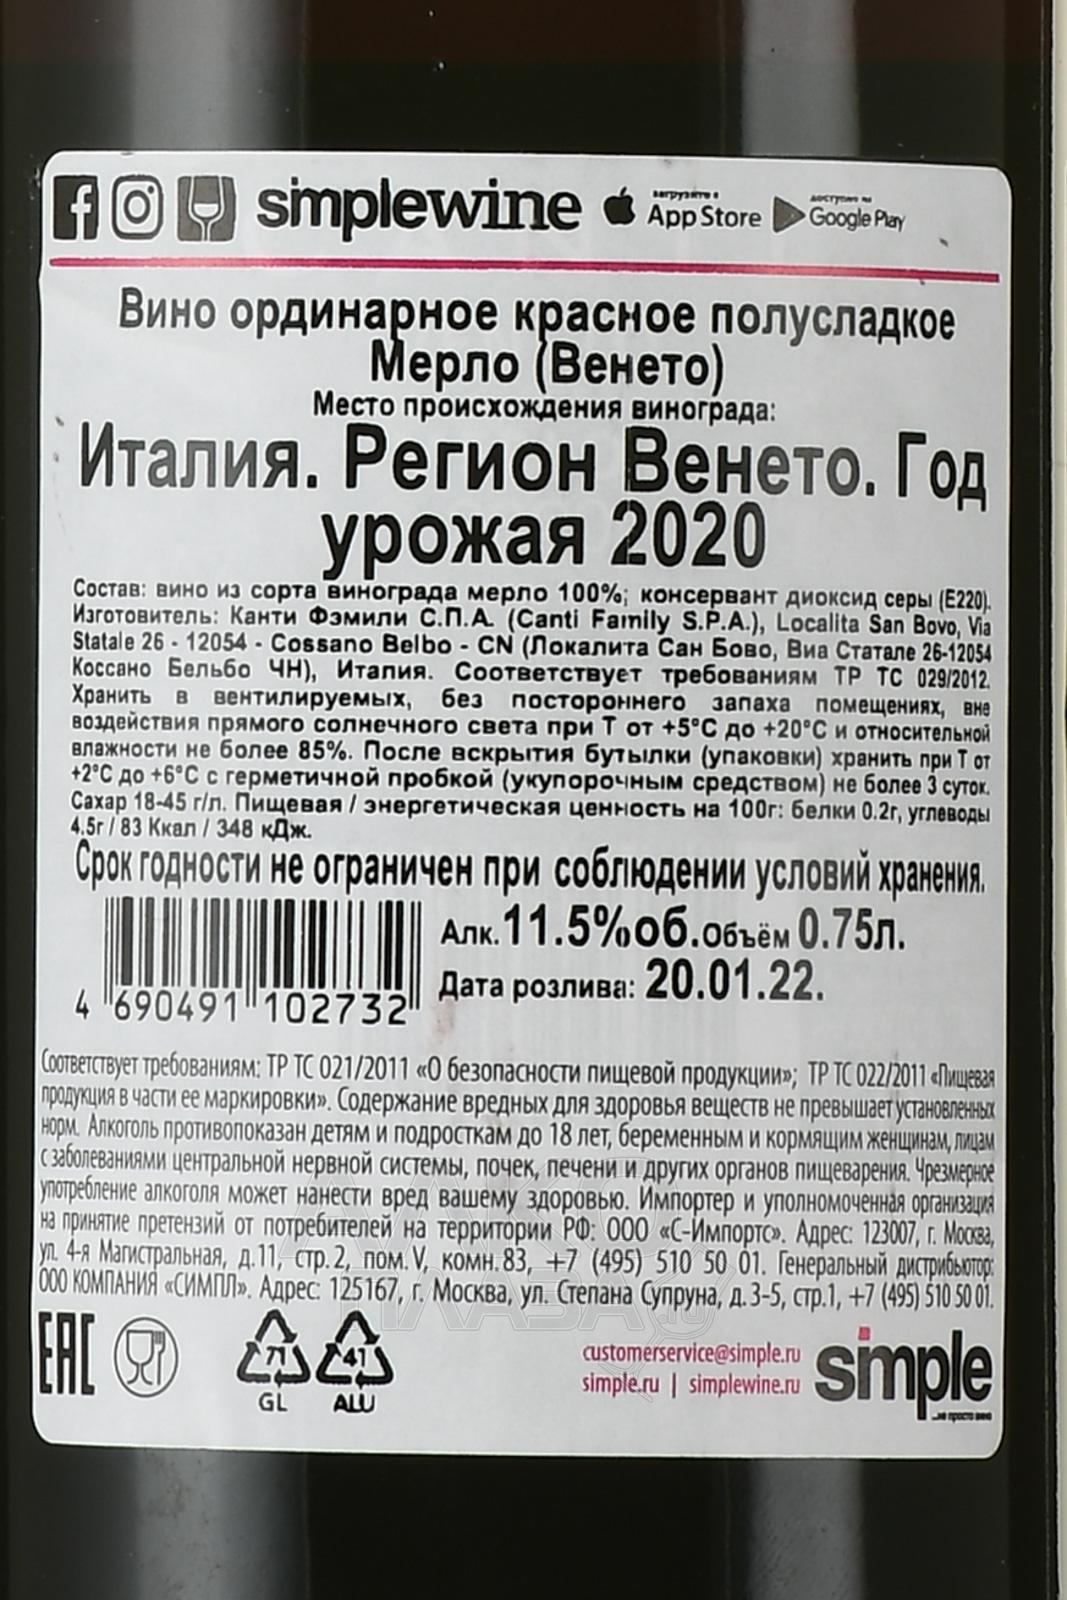 simplewine загрузите в App Store доступно на Google Play
Вино ординарное красное полусладкое
Мерло (Венето)
Место происхождения винограда:
Италия. Регион Венето. Год
урожая 2020
Состав: вино из сорта винограда мерло 100%; консервант диоксид серы (Е220).
Изготовитель: Канти Фэмили С.П.А. (Canti Family S.P.A.), Localita San Bovo, Via
Statale 26 - 12054 - Cossano Belbo - CN (Локалита Сан Бово, Виа Статале 26-12054
Коссано Бельбо ЧН), Италия. Соответствует требованиям ТР ТС 029/2012.
Хранить в вентилируемых, без постороннего запаха помещениях, вне
воздействия прямого солнечного света при Т от +5°С до +20°С и относительной
влажности не более 85%. После вскрытия бутылки (упаковки) хранить при Т от
+2°С до +6°С с герметичной пробкой (укупорочным средством) не более 3 суток.
Сахар 18-45 г/л. Пищевая / энергетическая ценность на 100г: белки 0.2г, углеводы
4.5г / 83 Ккал / 348 кДж.
Срок годности не ограничен при соблюдении условий хранения.
Алк. 11.5%об. Объём 0.75л.
Дата розлива: 20.01.22.
4 690491 102732
Соответствует требованиям: ТР ТС 021/2011 «О безопасности пищевой продукции»; ТР ТС 022/2011 «Пищевая
продукция в части ее маркировки». Содержание вредных для здоровья веществ не превышает установленных
норм. Алкоголь противопоказан детям и подросткам до 18 лет, беременным и кормящим женщинам, лицам
с заболеваниями центральной нервной системы, почек, печени и других органов пищеварения. Чрезмерное
употребление алкоголя может нанести вред вашему здоровью. Импортер и уполномоченная организация
на принятие претензий от потребителей на территории РФ: ООО «С-Импортс». Адрес: 123007, г. Москва,
ул. 4-я Магистральная, д.11, стр.2, пом.V, комн.83, +7 (495) 510 50 01. Генеральный дистрибьютор:
ООО КОМПАНИЯ «СИМПЛ». Адрес: 125167, г. Москва, ул. Степана Супруна, д.3-5, стр.1, +7 (495) 510 50 01.
EAC
71 41
GL ALU
customerservice@simple.ru
simple.ru | simplewine.ru
simple
...не просто вино
АЛКОПЛАЗА.ru